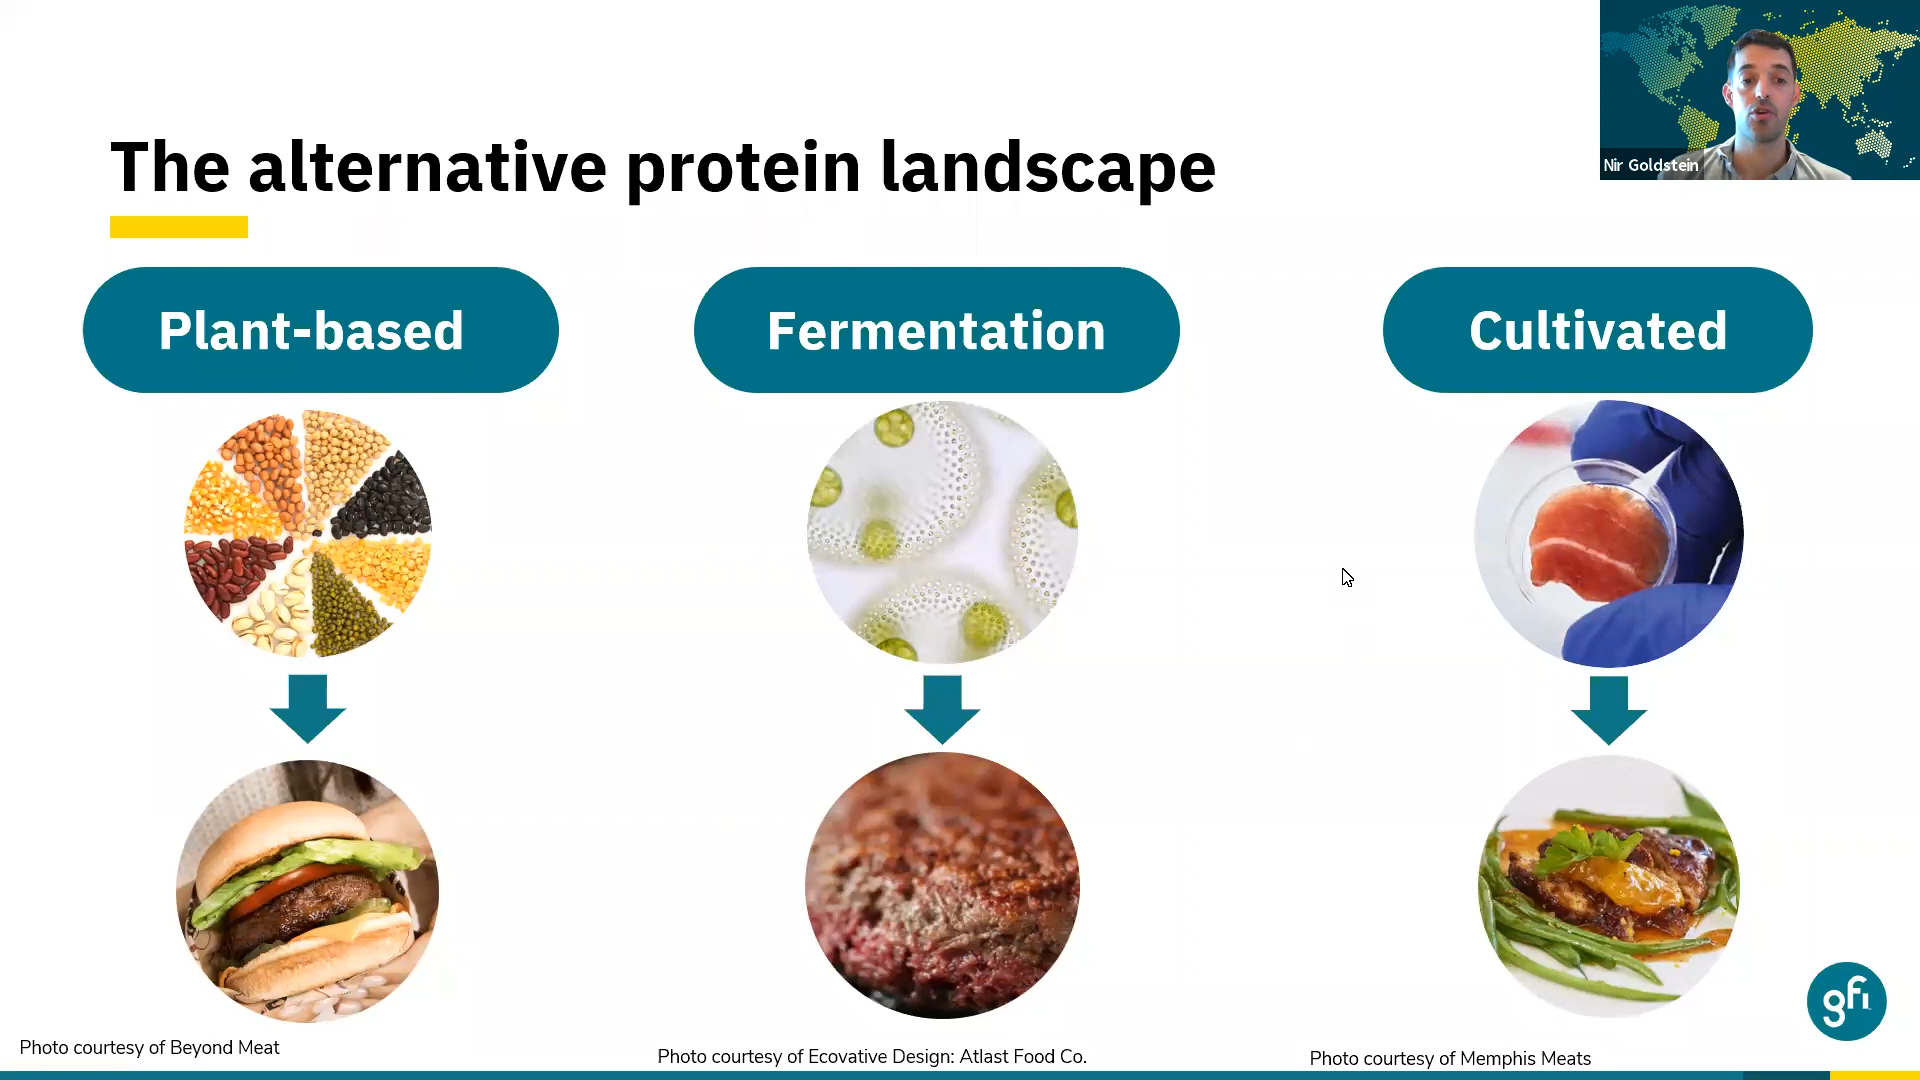 The alternative protein landscape
Nir Goldstein
Plant-based
Fermentation
Cultivated
gfi
Photo courtesy of Beyond Meat
Photo courtesy of Ecovative Design: Atlast Food Co.
Photo courtesy of Memphis Meats